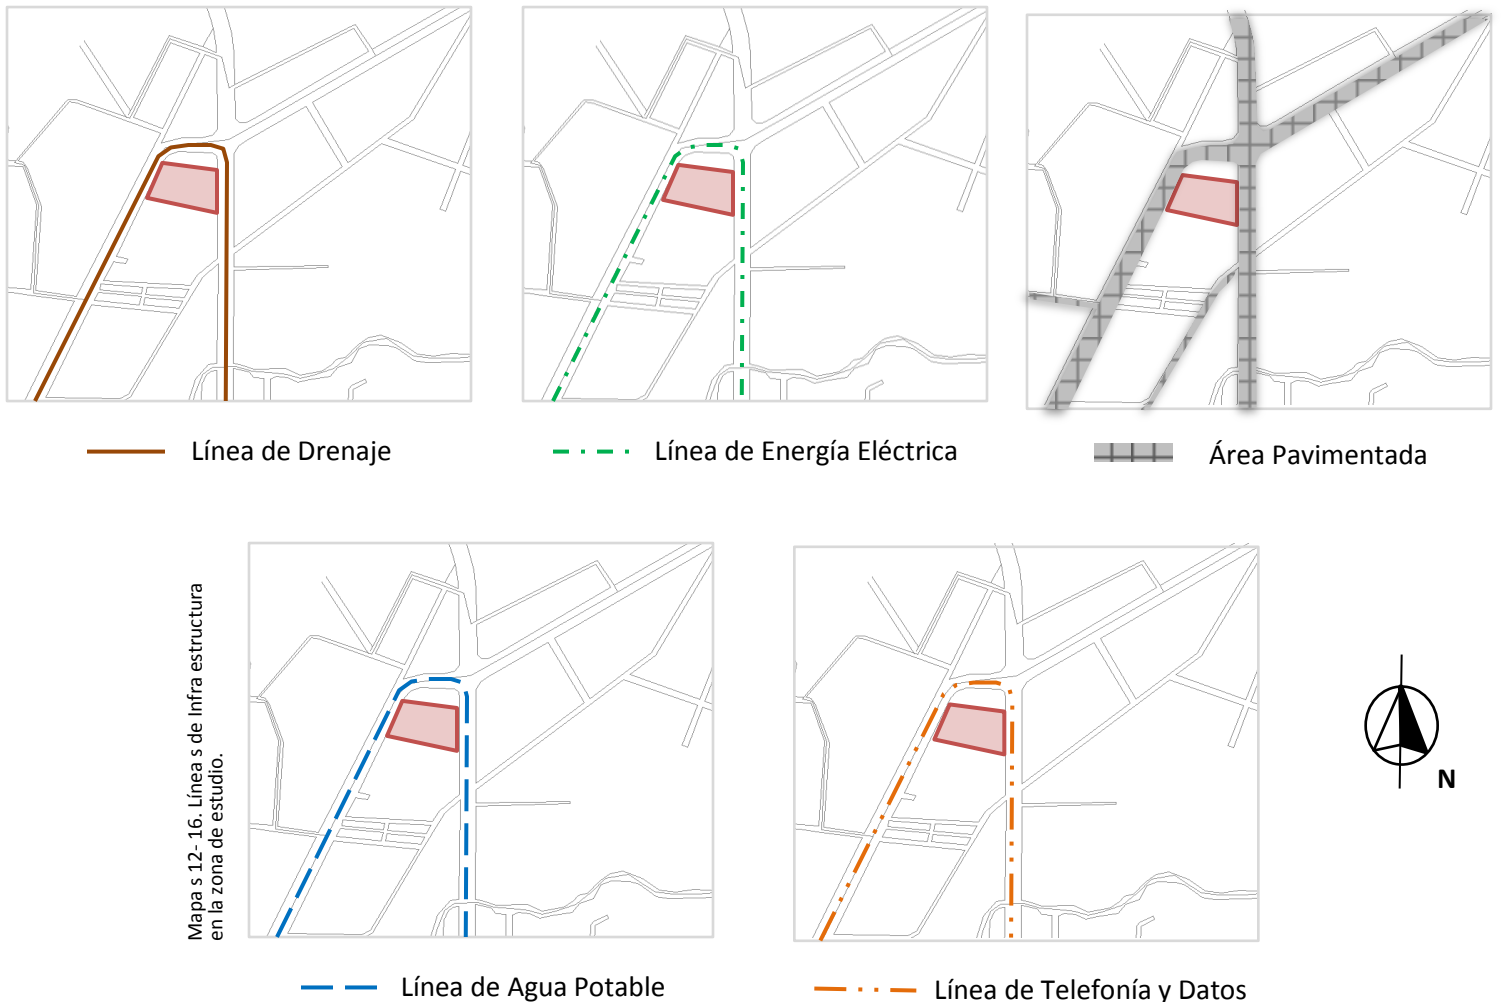 Línea de Drenaje
Línea de Energía Eléctrica
Área Pavimentada
Mapa s 12- 16. Línea s de Infra estructura
en la zona de estudio.
N
Línea de Agua Potable
Línea de Telefonía y Datos